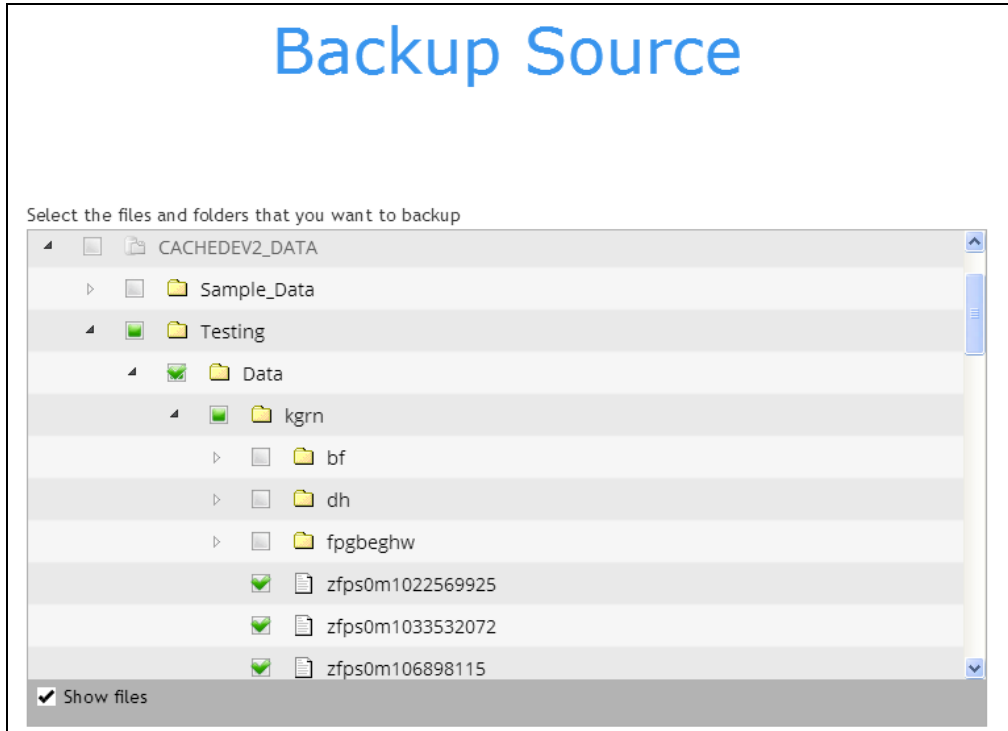 Backup Source
Select the files and folders that you want to backup
CACHEDEV2_DATA
Sample_Data
Testing
Data
kgrn
bf
dh
fpgbeghw
zfps0m1022569925
zfps0m1033532072
zfps0m106898115
Show files